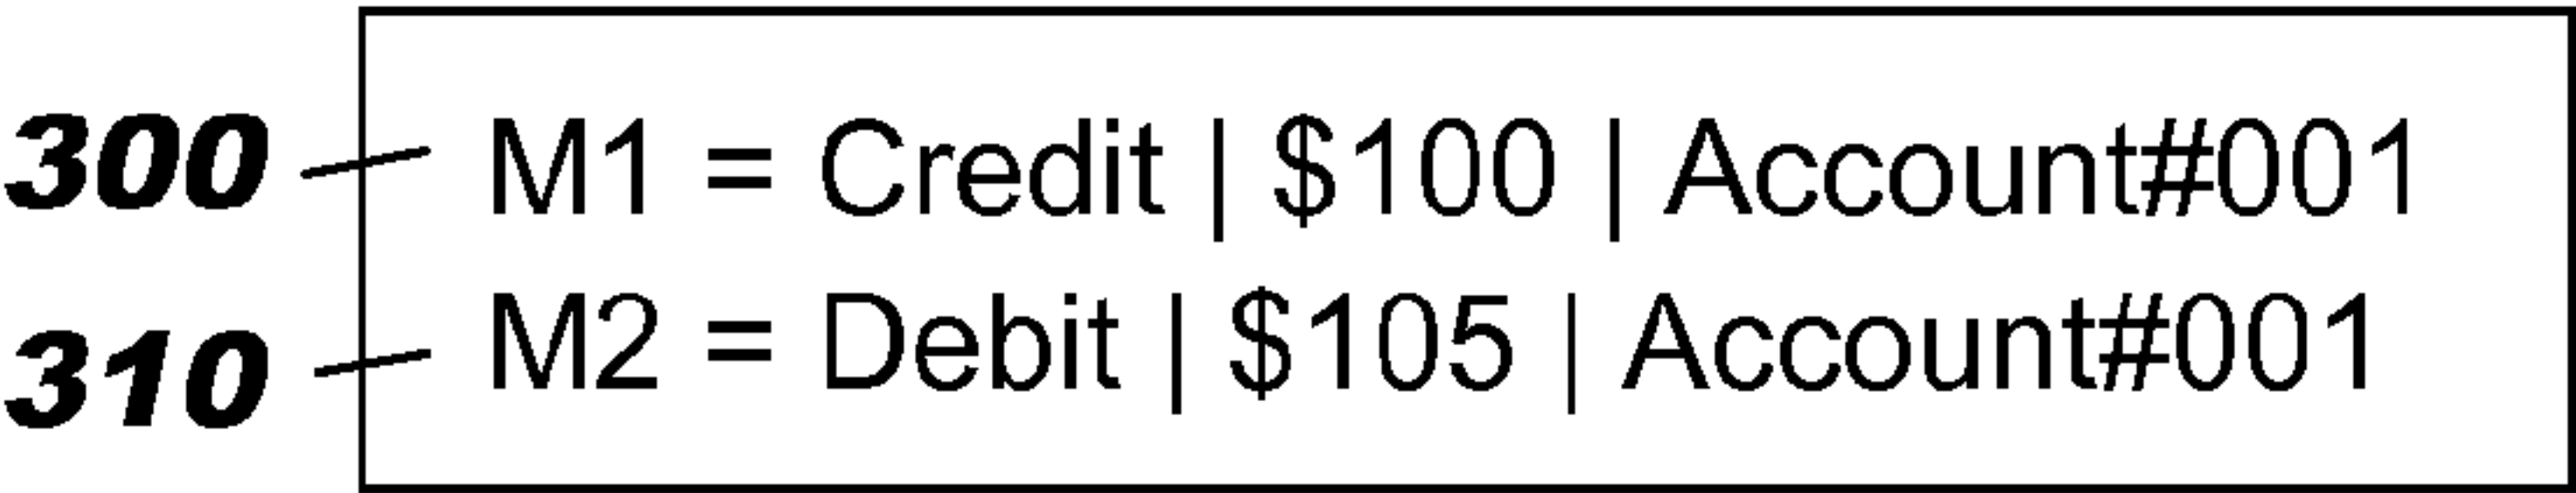 300 M1 = Credit | $100 | Account#001
310 M2 = Debit | $105 | Account#001